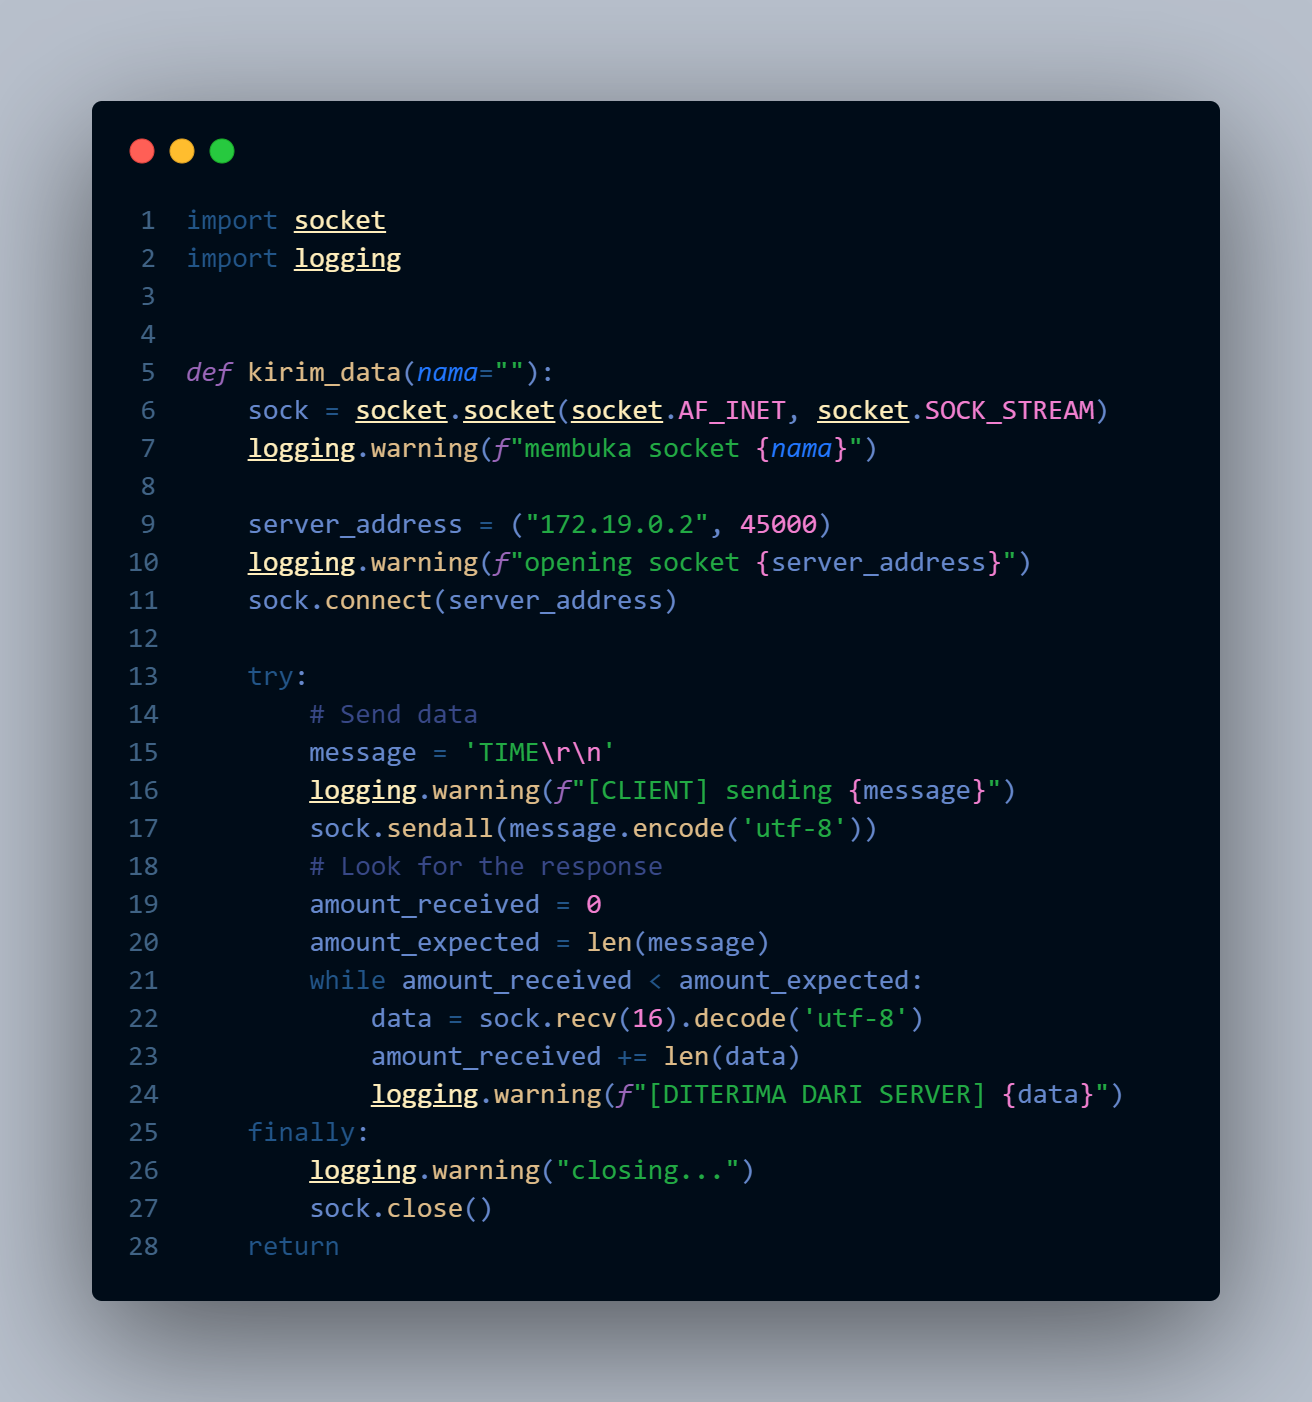 1 import socket
2 import logging
3
4
5 def kirim_data(nama=""):
6     sock = socket.socket(socket.AF_INET, socket.SOCK_STREAM)
7     logging.warning(f"membuka socket {nama}")
8
9     server_address = ("172.19.0.2", 45000)
10     logging.warning(f"opening socket {server_address}")
11     sock.connect(server_address)
12
13     try:
14         # Send data
15         message = 'TIME\r\n'
16         logging.warning(f"[CLIENT] sending {message}")
17         sock.sendall(message.encode('utf-8'))
18         # Look for the response
19         amount_received = 0
20         amount_expected = len(message)
21         while amount_received < amount_expected:
22             data = sock.recv(16).decode('utf-8')
23             amount_received += len(data)
24             logging.warning(f"[DITERIMA DARI SERVER] {data}")
25     finally:
26         logging.warning("closing...")
27         sock.close()
28     return